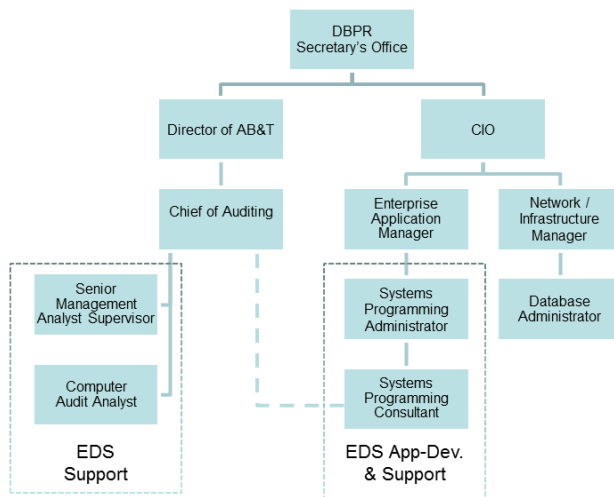 DBPR
Secretary's Office
Director of AB&T
CIO
Chief of Auditing
Enterprise
Application
Manager
Network /
Infrastructure
Manager
Senior
Management
Analyst Supervisor
Systems
Programming
Administrator
Database
Administrator
Computer
Audit Analyst
Systems
Programming
Consultant
EDS
Support
EDS App-Dev.
& Support